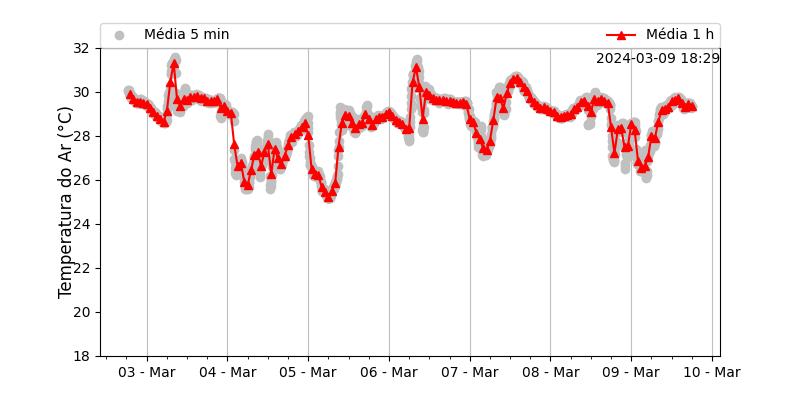 Média 5 min
Média 1 h
2024-03-09 18:29
Temperatura do Ar (°C)
32
30
28
26
24
22
20
18
03 - Mar
04 - Mar
05 - Mar
06 - Mar
07 - Mar
08 - Mar
09 - Mar
10 - Mar